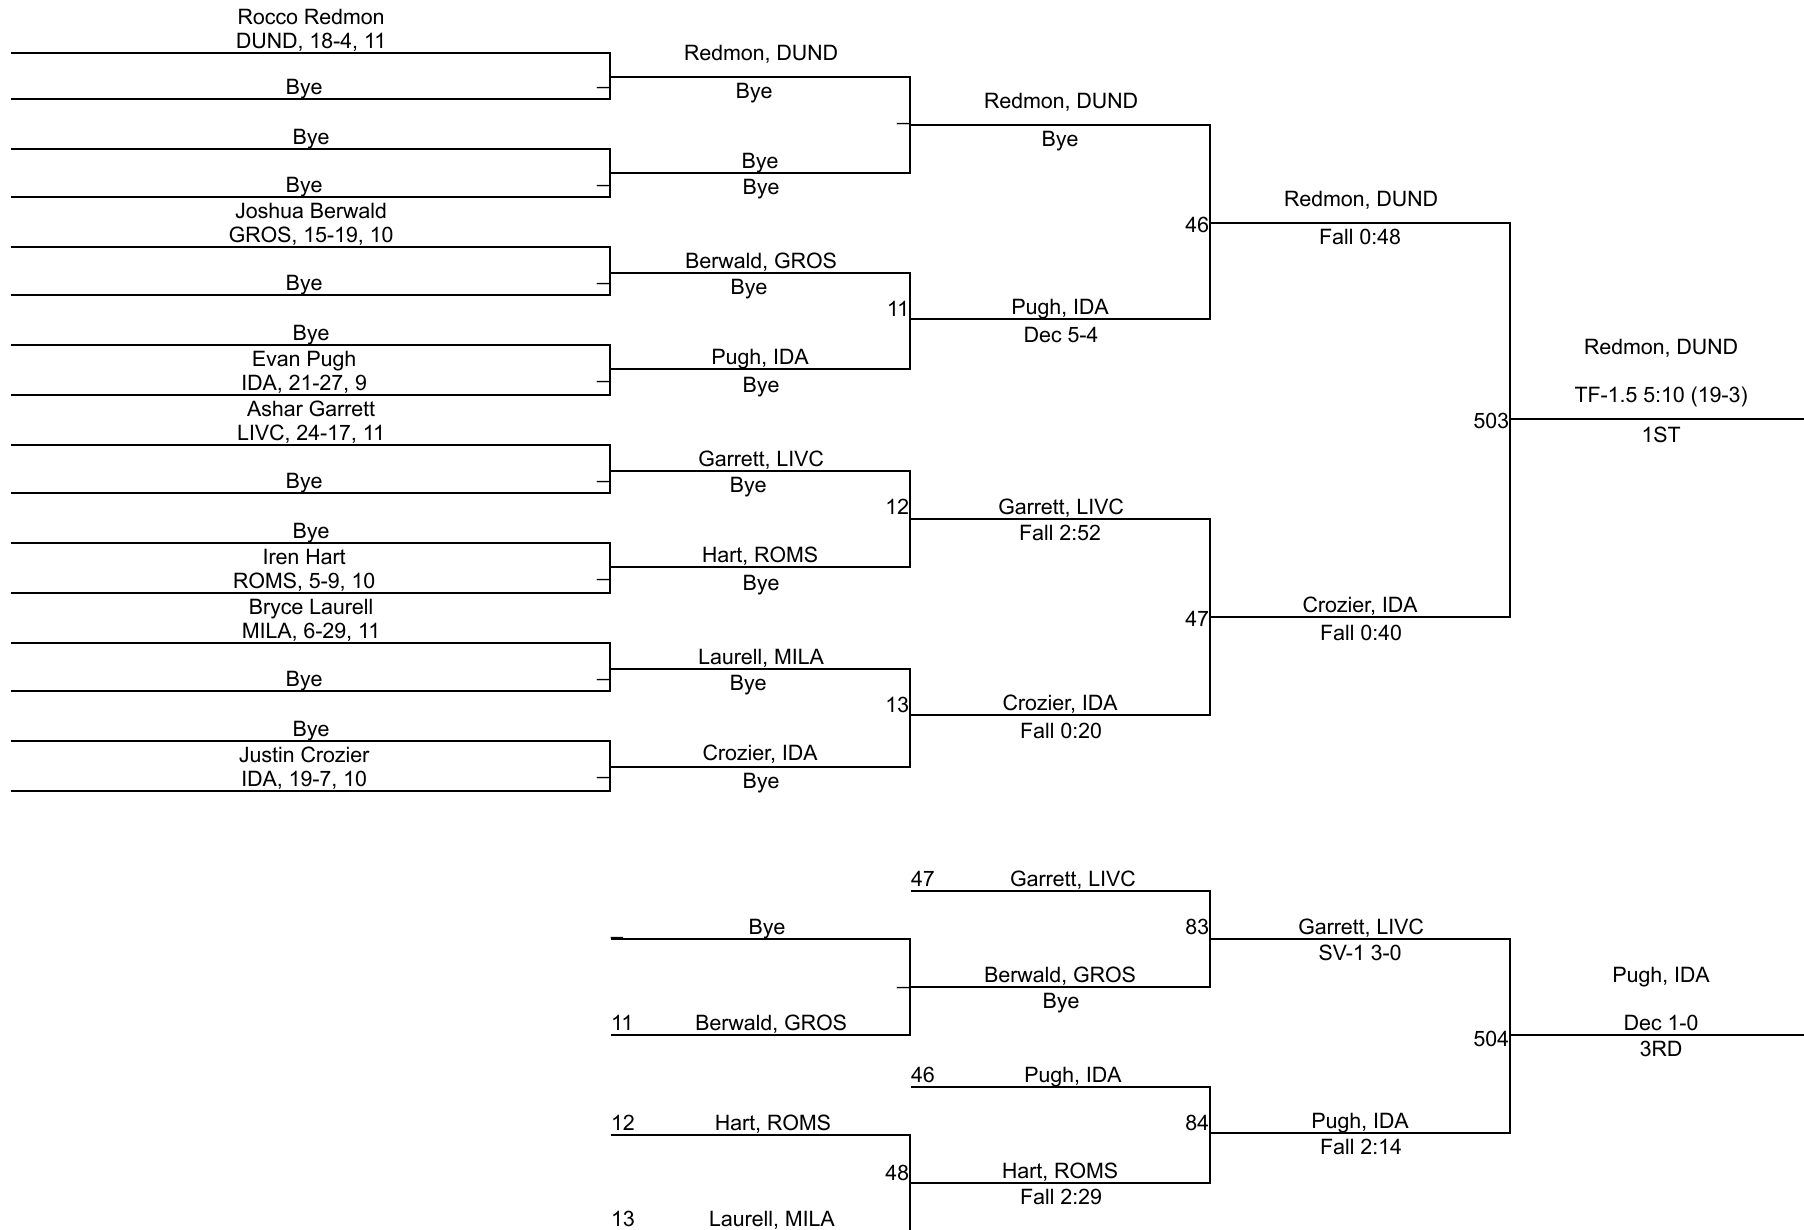 Rocco Redmon
DUND, 18-4, 11
Redmon, DUND
Bye
Bye
Redmon, DUND
Bye
Bye
Bye
Bye
Bye
Joshua Berwald
GROS, 15-19, 10
Redmon, DUND
46
Fall 0:48
Berwald, GROS
Bye
Bye
11
Pugh, IDA
Dec 5-4
Bye
Evan Pugh
IDA, 21-27, 9
Pugh, IDA
Bye
Redmon, DUND
TF-1.5 5:10 (19-3)
503
1ST
Ashar Garrett
LIVC, 24-17, 11
Garrett, LIVC
Bye
Bye
12
Garrett, LIVC
Fall 2:52
Bye
Iren Hart
ROMS, 5-9, 10
Hart, ROMS
Bye
Bryce Laurell
MILA, 6-29, 11
47
Crozier, IDA
Fall 0:40
Laurell, MILA
Bye
Bye
13
Crozier, IDA
Fall 0:20
Bye
Justin Crozier
IDA, 19-7, 10
Crozier, IDA
Bye
47 Garrett, LIVC
Bye
83
Garrett, LIVC
SV-1 3-0
Berwald, GROS
Bye
11 Berwald, GROS
Pugh, IDA
Dec 1-0
504
3RD
46 Pugh, IDA
12 Hart, ROMS
84
Pugh, IDA
Fall 2:14
48
Hart, ROMS
Fall 2:29
13 Laurell, MILA